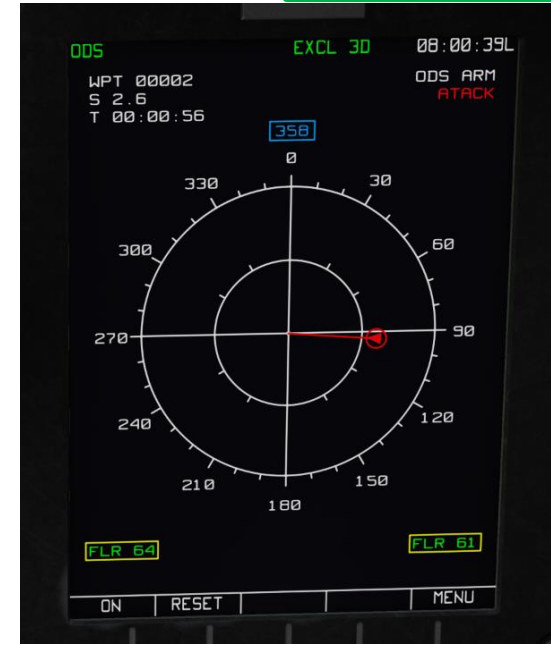 ODS EXCL 3D 08:00:39L
WPT 00002 ODS ARM
S 2.6 ATACK
T 00:00:56
358
0
330 30
300 60
270 90
240 120
210 150
180
FLR 64 FLR 61
ON RESET MENU